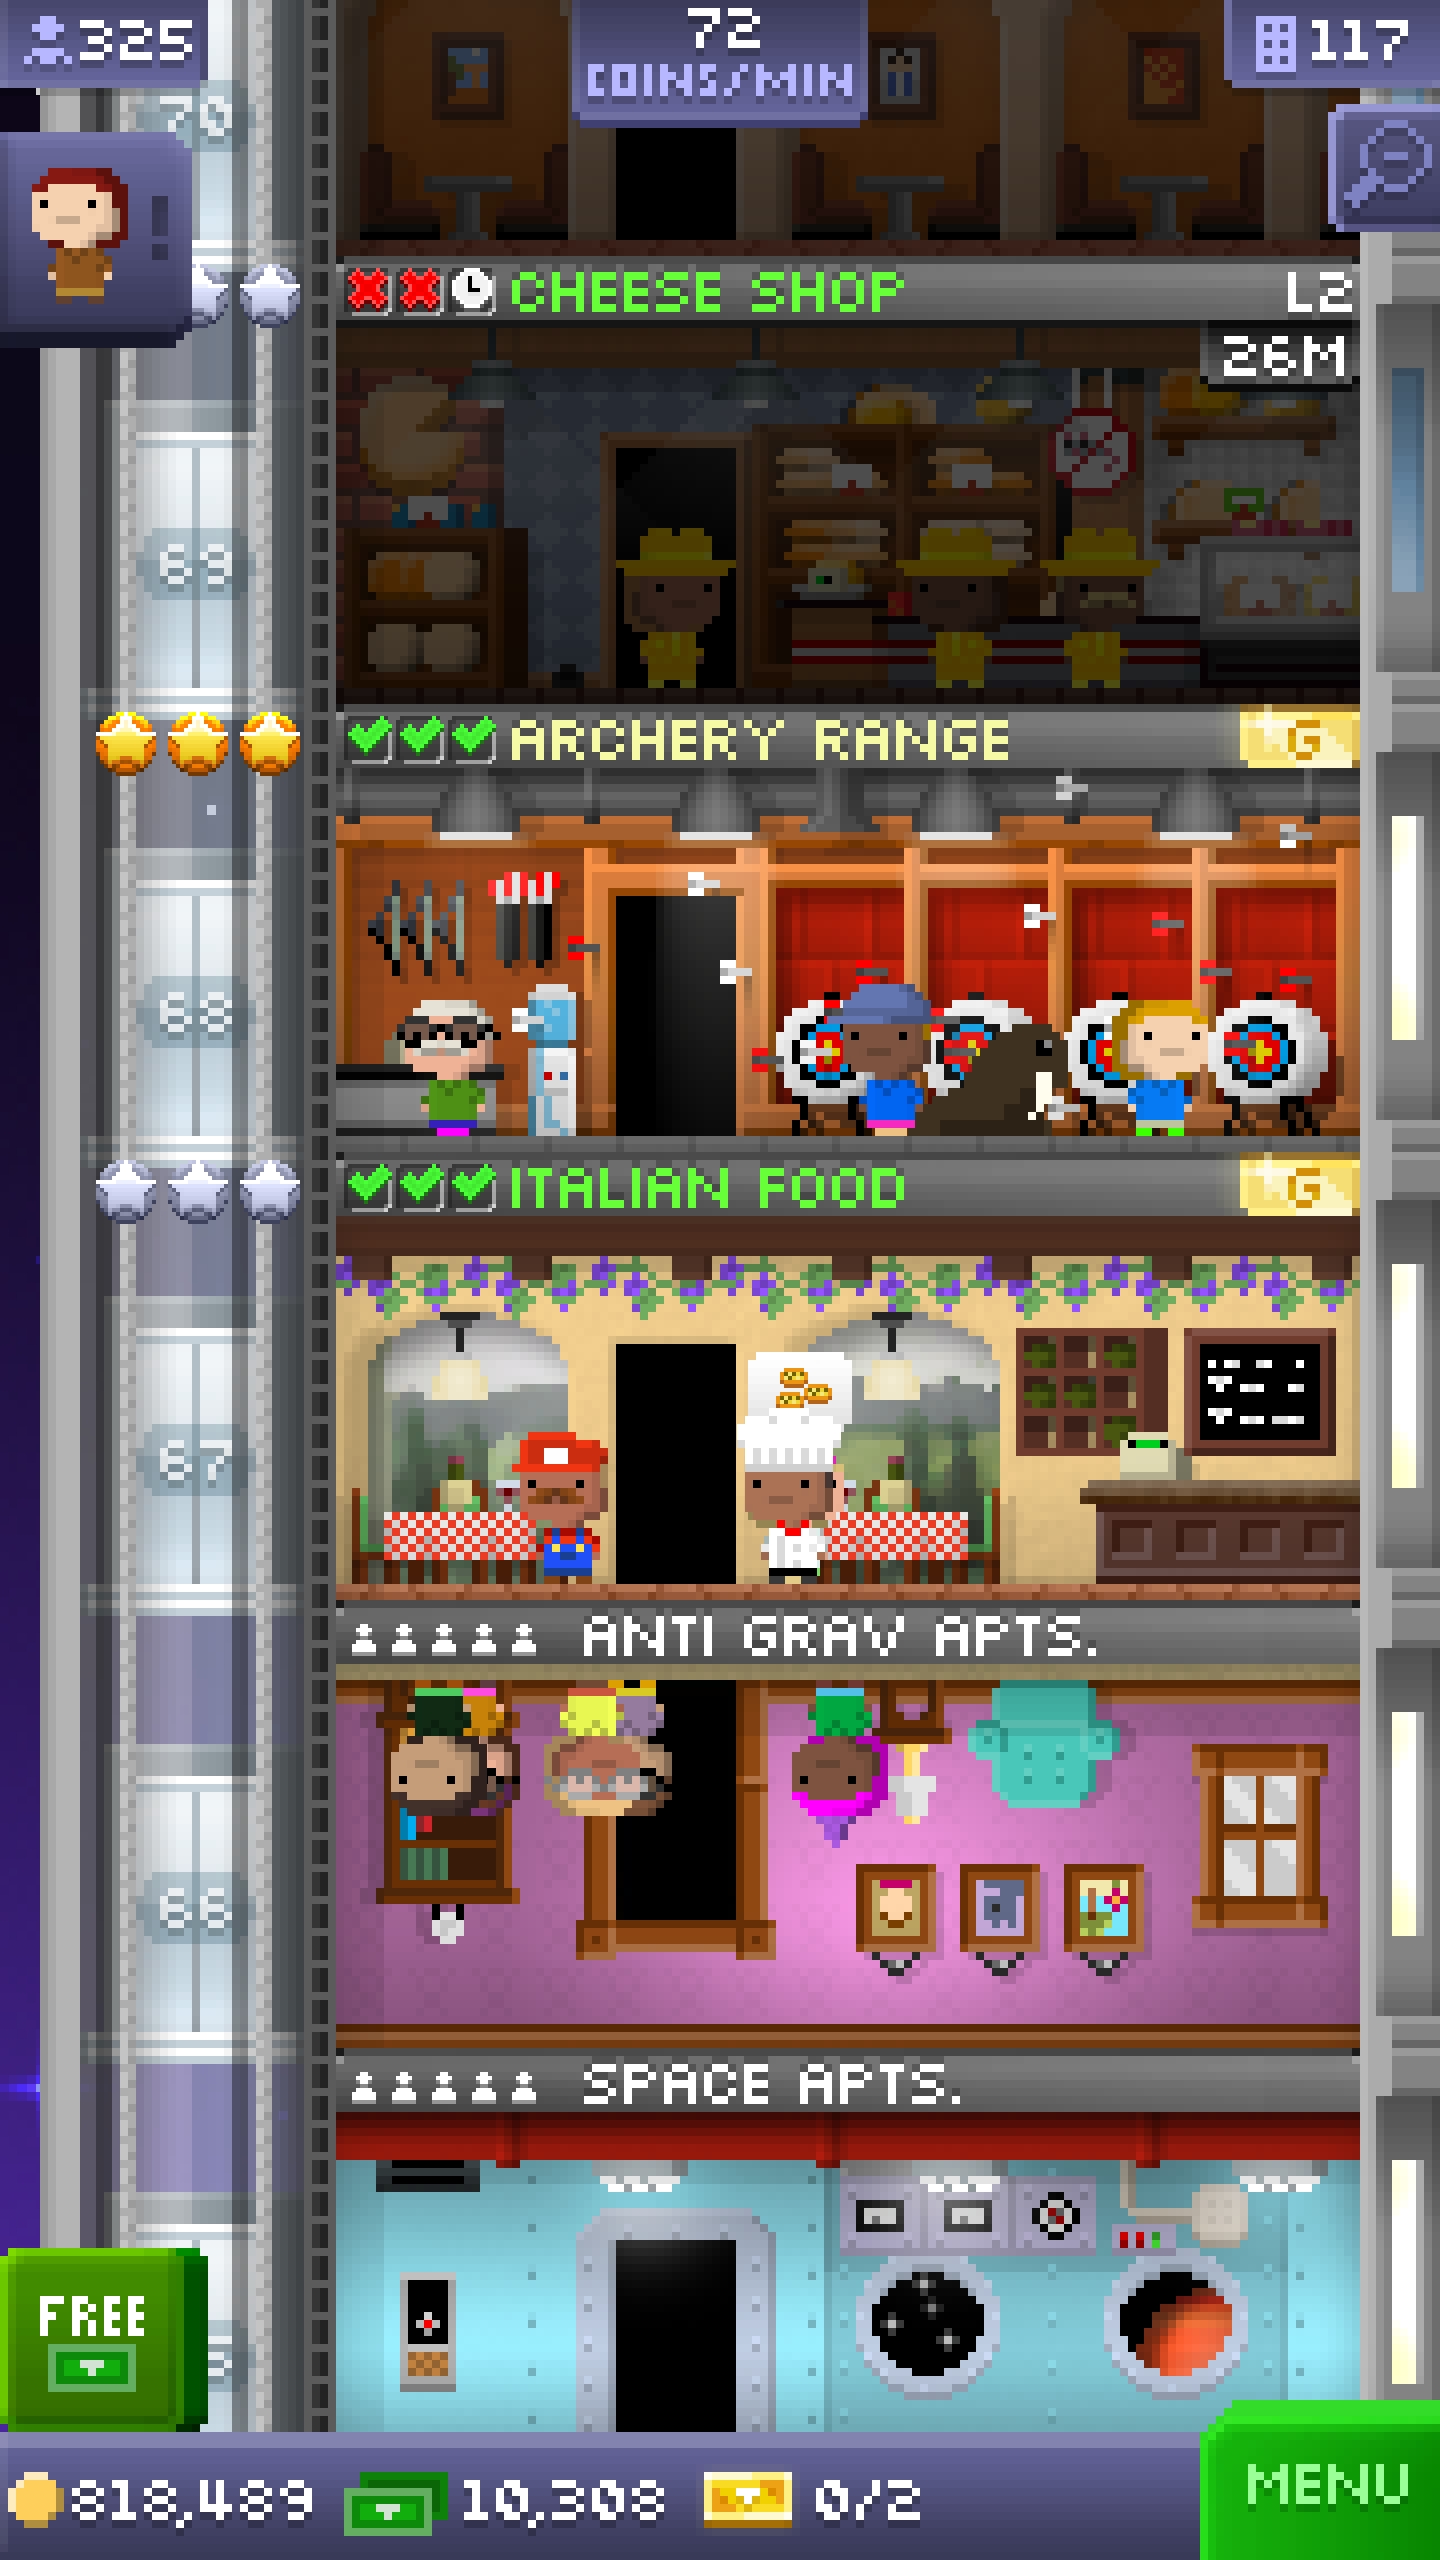 325
72
COINS/MIN
117
70
CHEESE SHOP
L2
26M
69
ARCHERY RANGE
G
68
ITALIAN FOOD
G
67
ANTI GRAV APTS.
66
SPACE APTS.
FREE
818,489
10,308
0/2
MENU